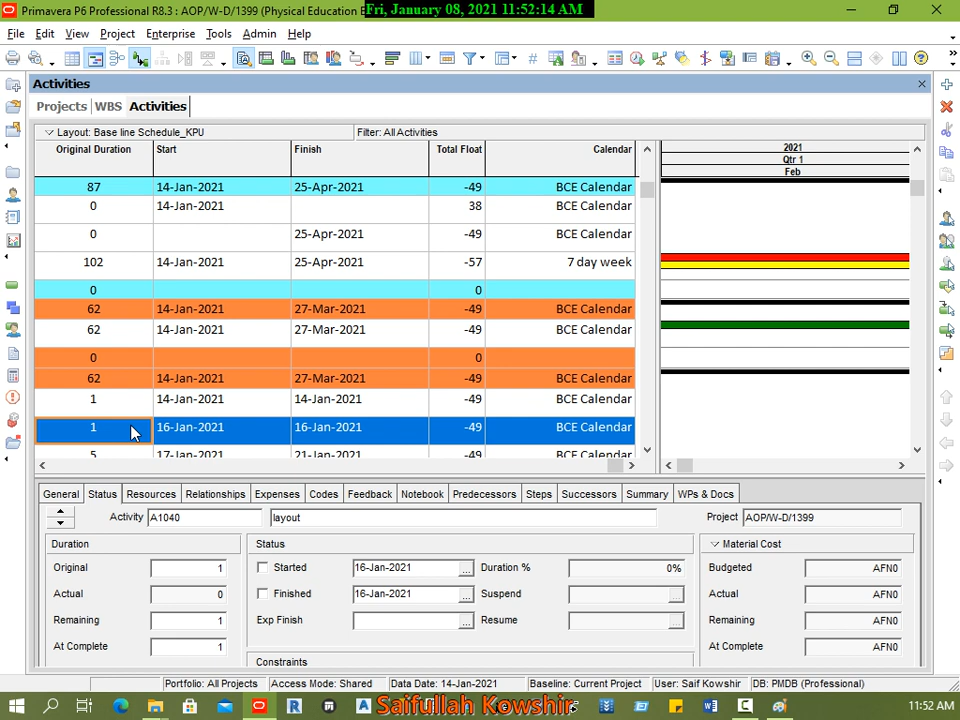 Primavera P6 Professional R8.3 : AOP/W-D/1399 (Physical Education E
Fri, January 08, 2021 11:52:14 AM
File Edit View Project Enterprise Tools Admin Help
Activities
Projects WBS Activities
Layout: Base line Schedule_KPU Filter: All Activities
Original Duration Start Finish Total Float Calendar
2021
Qtr 1
Feb
87 14-Jan-2021 25-Apr-2021 -49 BCE Calendar
0 14-Jan-2021 38 BCE Calendar
0 25-Apr-2021 -49 BCE Calendar
102 14-Jan-2021 25-Apr-2021 -57 7 day week
0 0
62 14-Jan-2021 27-Mar-2021 -49 BCE Calendar
62 14-Jan-2021 27-Mar-2021 -49 BCE Calendar
0 0
62 14-Jan-2021 27-Mar-2021 -49 BCE Calendar
1 14-Jan-2021 14-Jan-2021 -49 BCE Calendar
1 16-Jan-2021 16-Jan-2021 -49 BCE Calendar
5 17-Jan-2021 21-Jan-2021 -49 BCE Calendar
General Status Resources Relationships Expenses Codes Feedback Notebook Predecessors Steps Successors Summary WPs & Docs
Activity A1040 layout Project AOP/W-D/1399
Duration Status Material Cost
Original 1 Started 16-Jan-2021 ... Duration % 0% Budgeted AFN0
Actual 0 Finished 16-Jan-2021 ... Suspend ... Actual AFN0
Remaining 1 Exp Finish ... Resume ... Remaining AFN0
At Complete 1 At Complete AFN0
Constraints
Portfolio: All Projects Access Mode: Shared Data Date: 14-Jan-2021 Baseline: Current Project User: Saif Kowshir DB: PMDB (Professional)
Saifullah Kowshir
11:52 AM